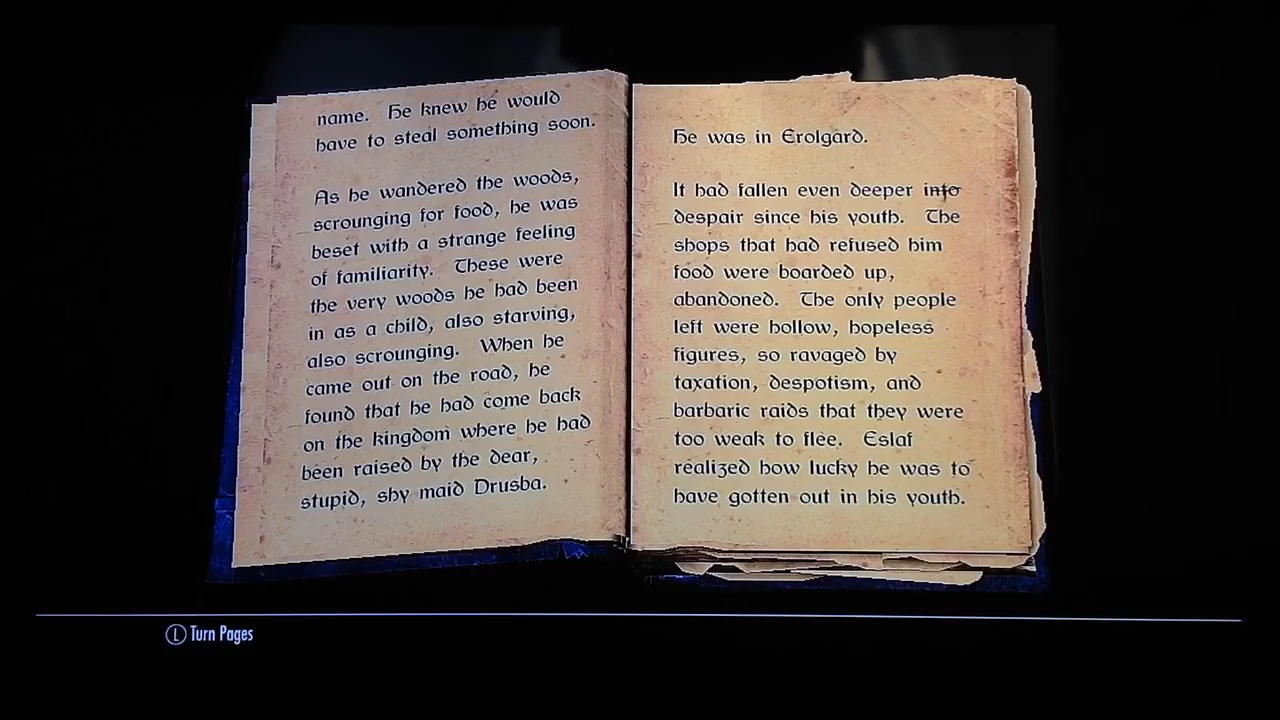 name.  He knew he would
have to steal something soon.
As he wandered the woods,
scrounging for food, he was
beset with a strange feeling
of familiarity.  These were
the very woods he had been
in as a child, also starving,
also scrounging.  When he
came out on the road, he
found that he had come back
on the kingdom where he had
been raised by the dear,
stupid, shy maid Drusba.
He was in Erolgard.
It had fallen even deeper into
despair since his youth.  The
shops that had refused him
food were boarded up,
abandoned.  The only people
left were hollow, hopeless
figures, so ravaged by
taxation, despotism, and
barbaric raids that they were
too weak to flee.  Eslaf
realized how lucky he was to
have gotten out in his youth.
L Turn Pages